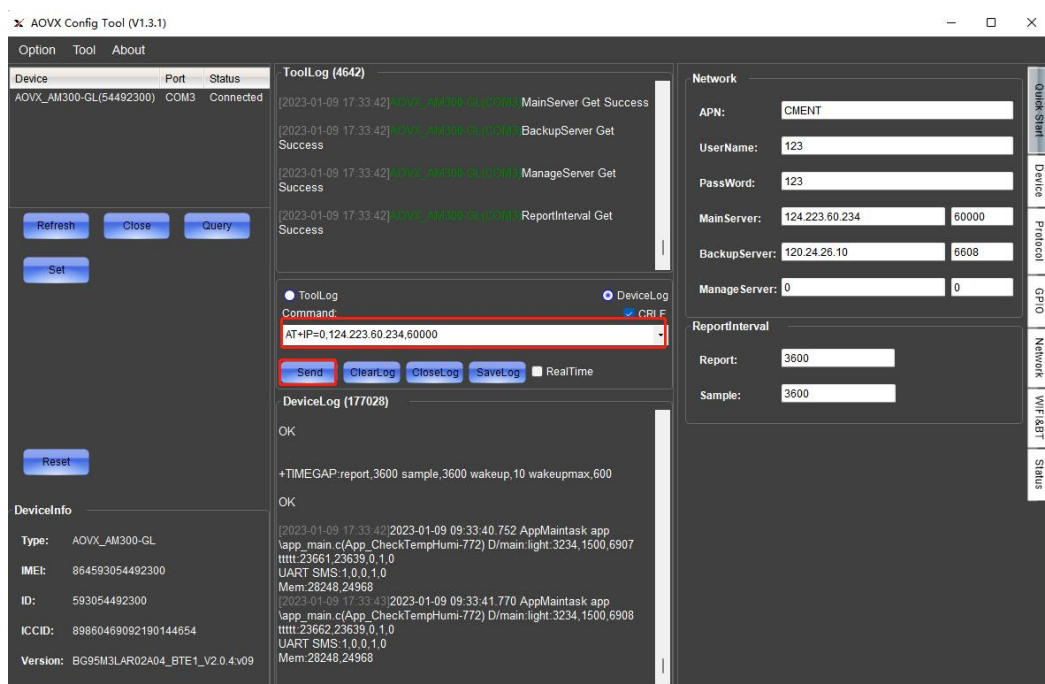 AOVX Config Tool (V1.3.1)
Option Tool About
Device Port Status
AOVX_AM300-GL(54492300) COM3 Connected
Refresh Close Query
Set
Reset
DeviceInfo
Type: AOVX_AM300-GL
IMEI: 864593054492300
ID: 593054492300
ICCID: 89860469092190144654
Version: BG95M3LAR02A04_BTE1_V2.0.4:v09
ToolLog (4642)
[2023-01-09 17:33:42]AOVX_AM300-GL(COM3)MainServer Get Success
[2023-01-09 17:33:42]AOVX_AM300-GL(COM3)BackupServer Get
Success
[2023-01-09 17:33:42]AOVX_AM300-GL(COM3)ManageServer Get
Success
[2023-01-09 17:33:42]AOVX_AM300-GL(COM3)ReportInterval Get
Success
ToolLog DeviceLog
Command: CRLF
AT+IP=0,124.223.60.234,60000
Send ClearLog CloseLog SaveLog RealTime
DeviceLog (177028)
OK
+TIMEGAP:report,3600 sample,3600 wakeup,10 wakeupmax,600
OK
[2023-01-09 17:33:42]2023-01-09 09:33:40.752 AppMaintask app
\app_main.c(App_CheckTempHumi-772) D/main:light:3234,1500,6907
ttttt:23661,23639,0,1,0
UART SMS:1,0,0,1,0
Mem:28248,24968
[2023-01-09 17:33:43]2023-01-09 09:33:41.770 AppMaintask app
\app_main.c(App_CheckTempHumi-772) D/main:light:3234,1500,6908
ttttt:23662,23639,0,1,0
UART SMS:1,0,0,1,0
Mem:28248,24968
Network
APN: CMENT
UserName: 123
PassWord: 123
MainServer: 124.223.60.234 60000
BackupServer: 120.24.26.10 6608
ManageServer: 0 0
ReportInterval
Report: 3600
Sample: 3600
Quick Start
Device
Protocol
GPIO
Network
WIFI&BT
Status